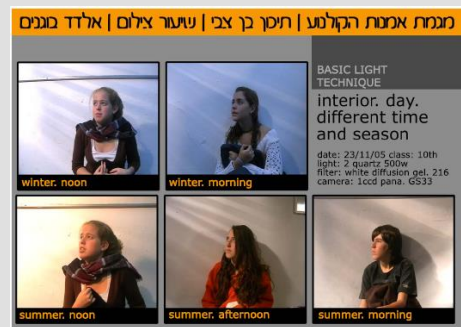 מגמת אמנות הקולנוע | תיכון בן צבי | שיעור צילום | אלדד בוגנים
BASIC LIGHT
TECHNIQUE
interior. day.
different time
and season
date: 23/11/05 class: 10th
light: 2 quartz 500w
filter: white diffusion gel. 216
camera: 1ccd pana. GS33
winter. noon
winter. morning
summer. noon
summer. afternoon
summer. morning